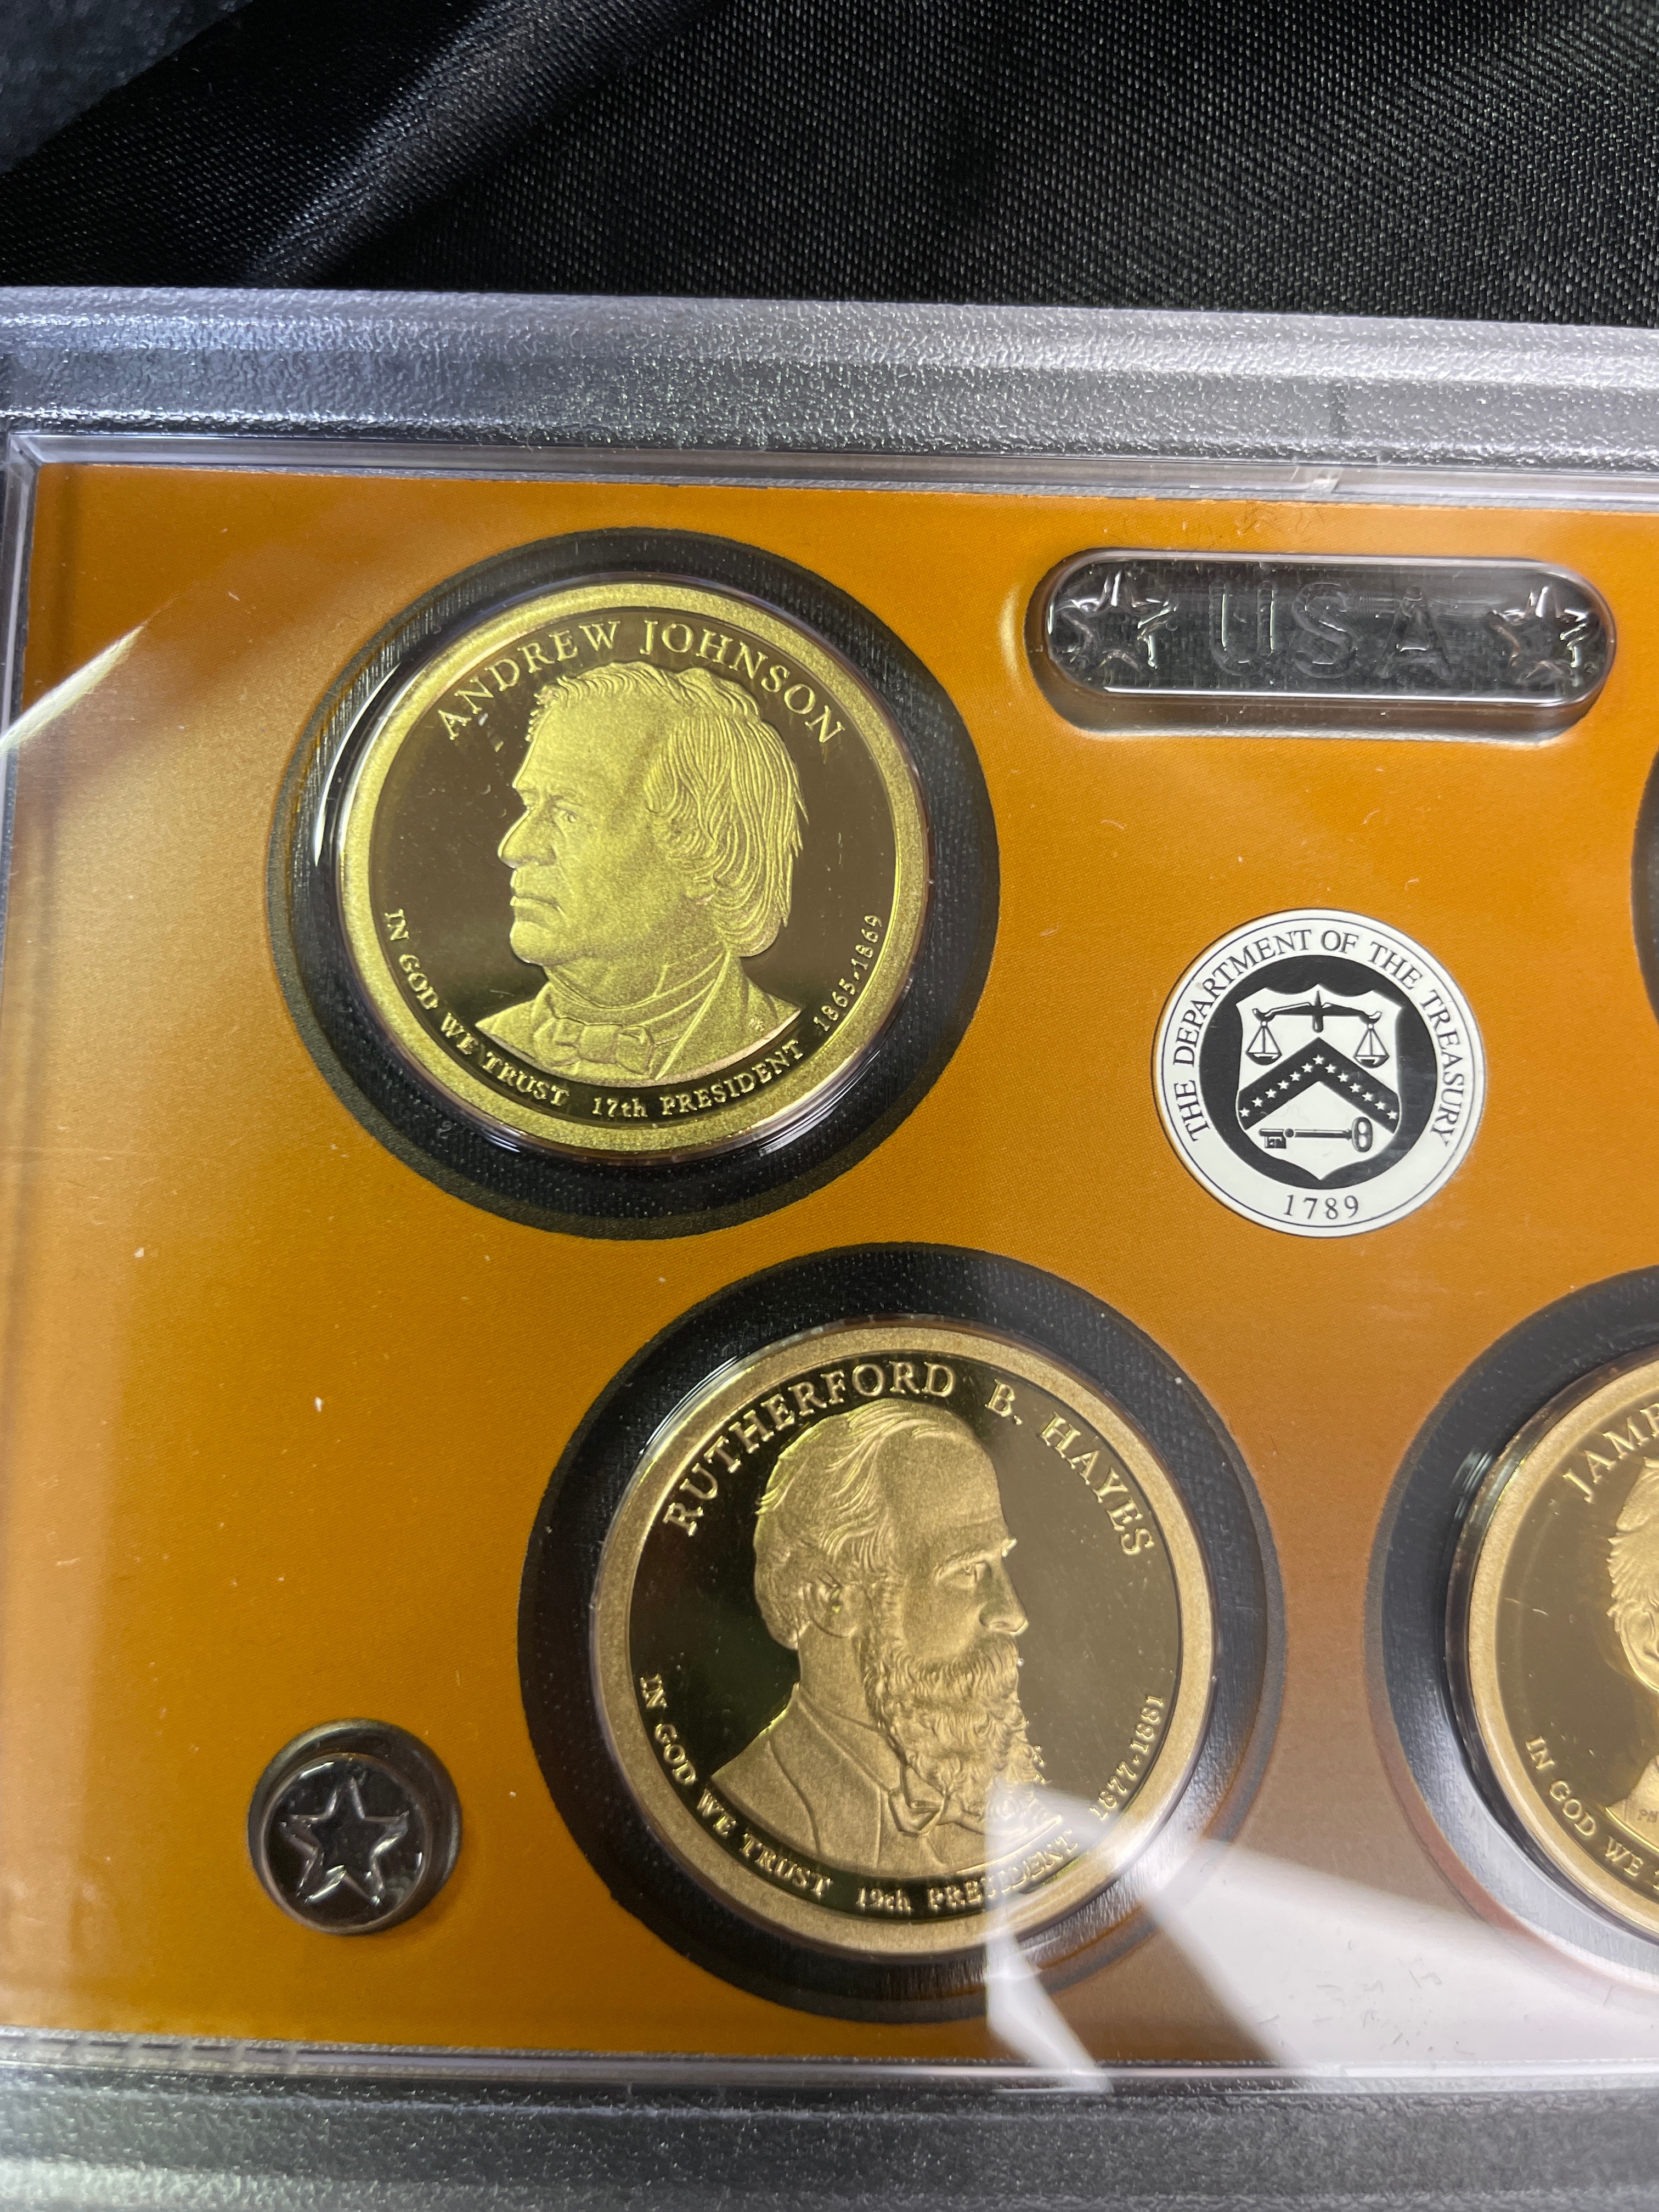 ANDREW JOHNSON
IN GOD WE TRUST 17th PRESIDENT 1865-1869
USA
THE DEPARTMENT OF THE TREASURY
1789
RUTHERFORD B. HAYES
IN GOD WE TRUST 19th PRESIDENT 1877-1881
JAME
IN GOD WE